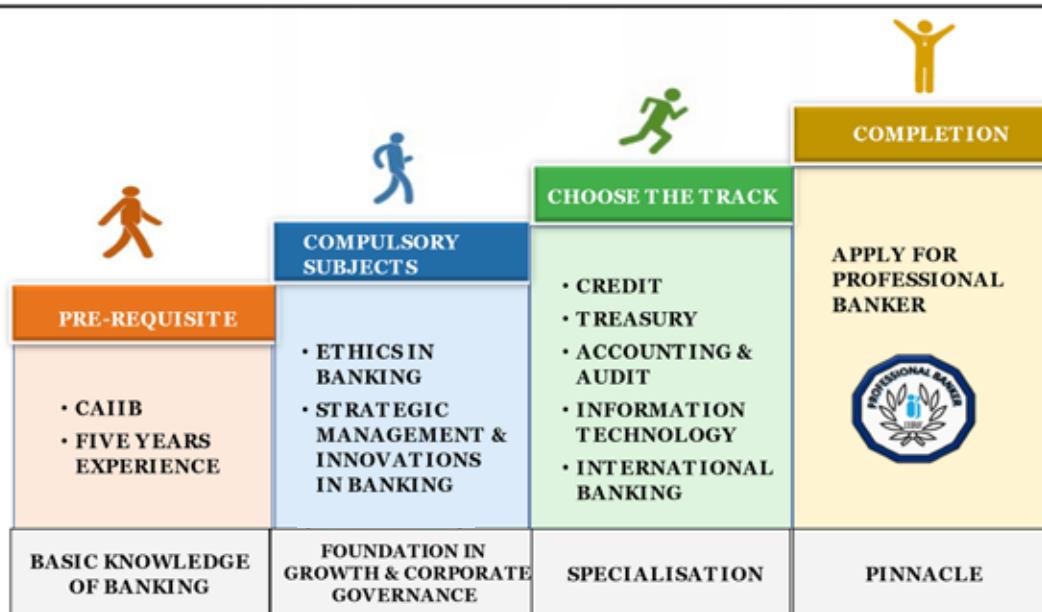 PRE-REQUISITE
• CAIIB
• FIVE YEARS
EXPERIENCE
BASIC KNOWLEDGE
OF BANKING
COMPULSORY
SUBJECTS
• ETHICS IN
BANKING
• STRATEGIC
MANAGEMENT &
INNOVATIONS
IN BANKING
FOUNDATION IN
GROWTH & CORPORATE
GOVERNANCE
CHOOSE THE TRACK
• CREDIT
• TREASURY
• ACCOUNTING &
AUDIT
• INFORMATION
TECHNOLOGY
• INTERNATIONAL
BANKING
SPECIALISATION
COMPLETION
APPLY FOR
PROFESSIONAL
BANKER
PROFESSIONAL BANKER
PINNACLE